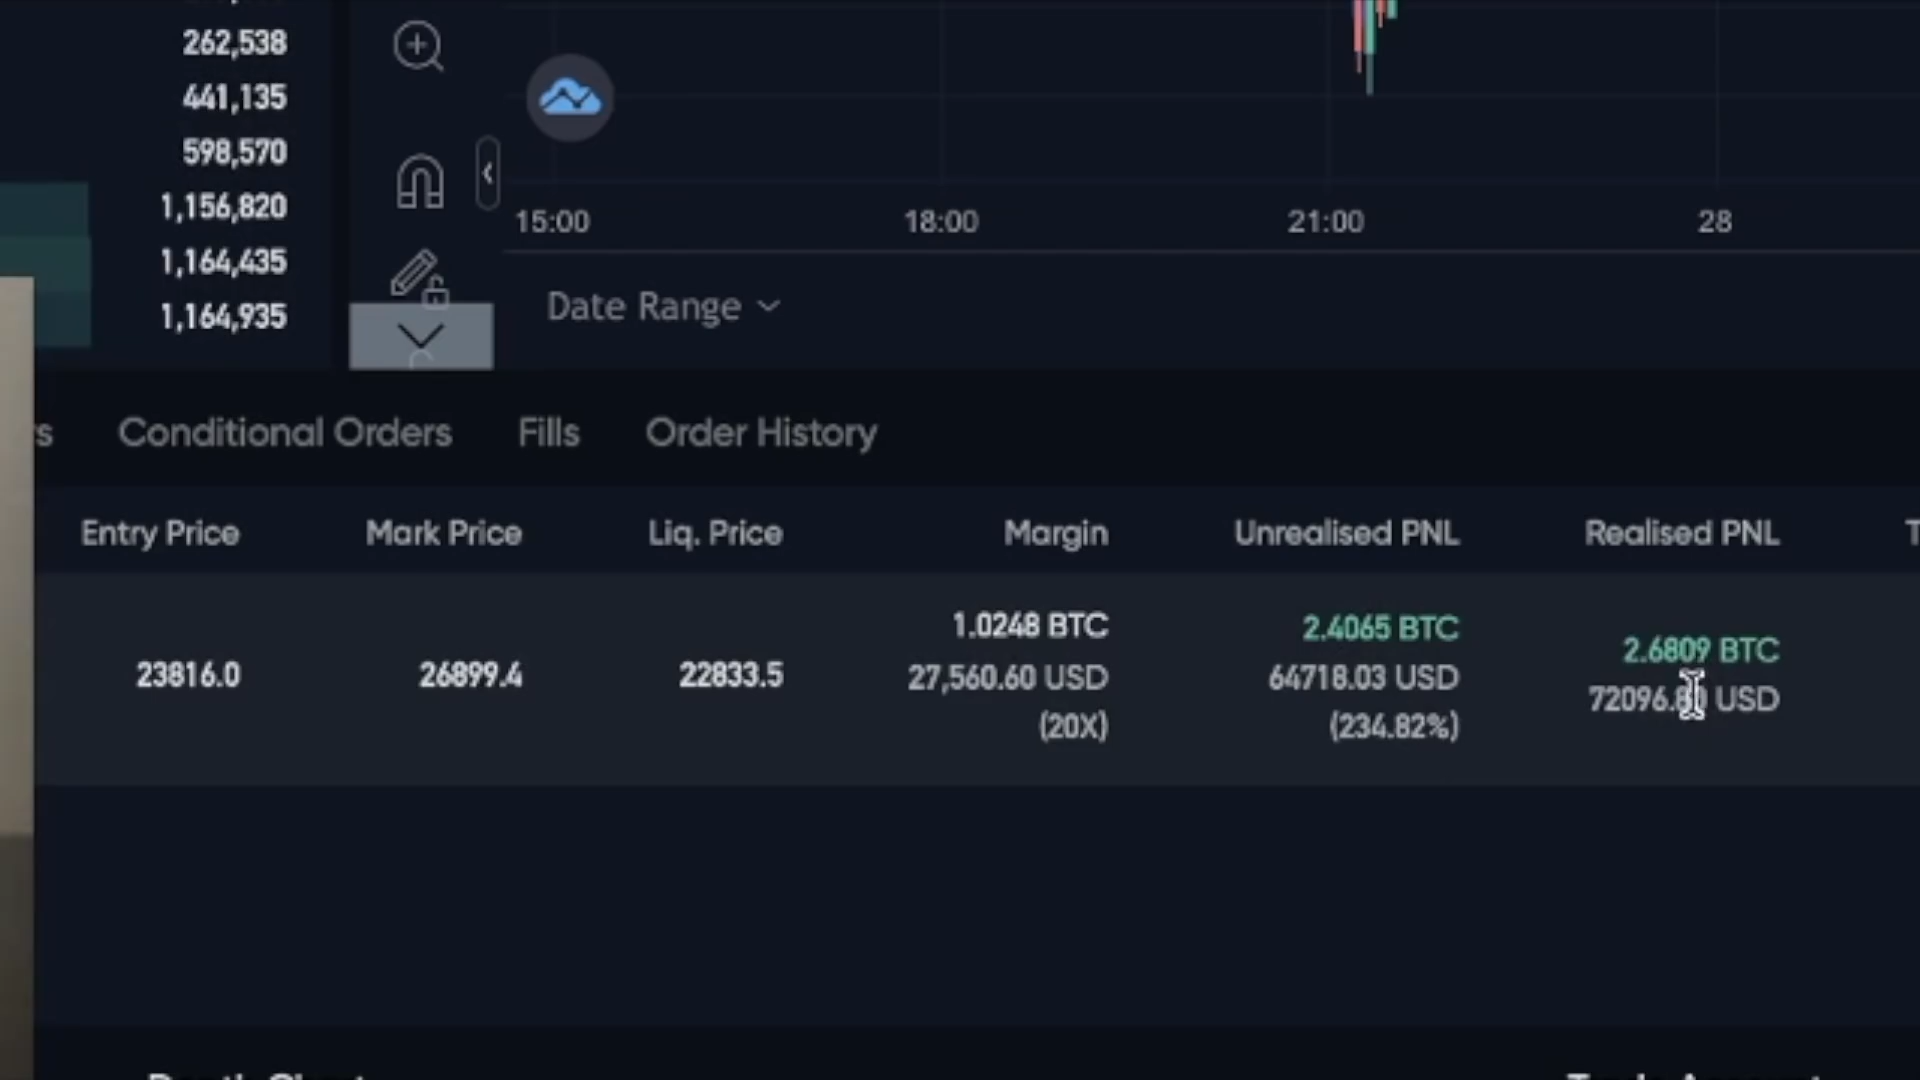 262,538
441,135
598,570
1,156,820
1,164,435
1,164,935
15:00 18:00 21:00 28
Date Range
Conditional Orders Fills Order History
Entry Price Mark Price Liq. Price Margin Unrealised PNL Realised PNL
1.0248 BTC 2.4065 BTC 2.6809 BTC
23816.0 26899.4 22833.5 27,560.60 USD 64718.03 USD 72096.80 USD
(20X) (234.82%)